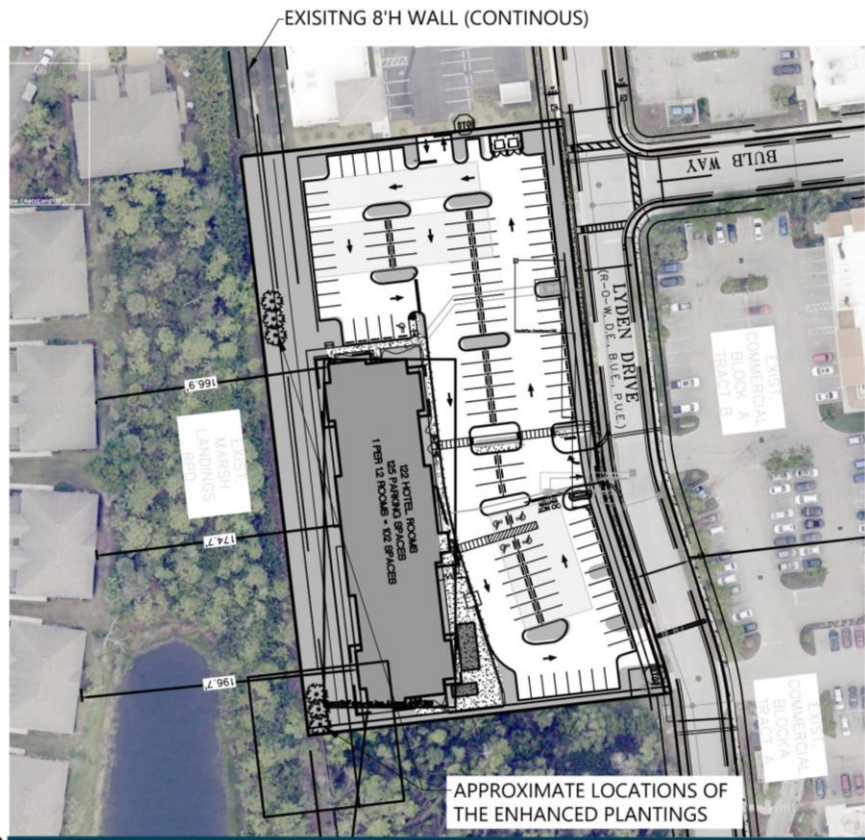 EXISITNG 8'H WALL (CONTINOUS)
BULB WAY
LYDEN DRIVE
(R-O-W, D.E., B.U.E., P.U.E.)
EXIST.
COMMERCIAL
BLOCK A
TRACT B
166.9'
EXIST.
MARSH
LANDINGS
RPD
122 HOTEL ROOMS
125 PARKING SPACES
1 PER 1.2 ROOMS = 102 SPACES
174.7'
196.7'
EXIST.
COMMERCIAL
BLOCKA
TRACT A
APPROXIMATE LOCATIONS OF
THE ENHANCED PLANTINGS